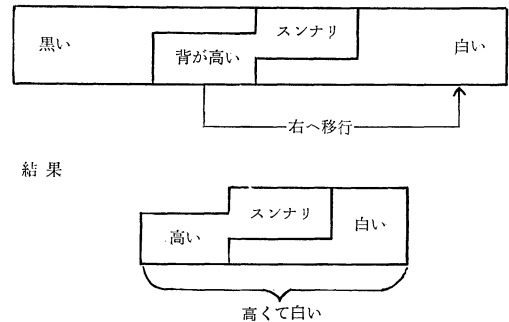 黒い
背が高い
スンナリ
白い
右へ移行
結果
高い
スンナリ
白い
高くて白い